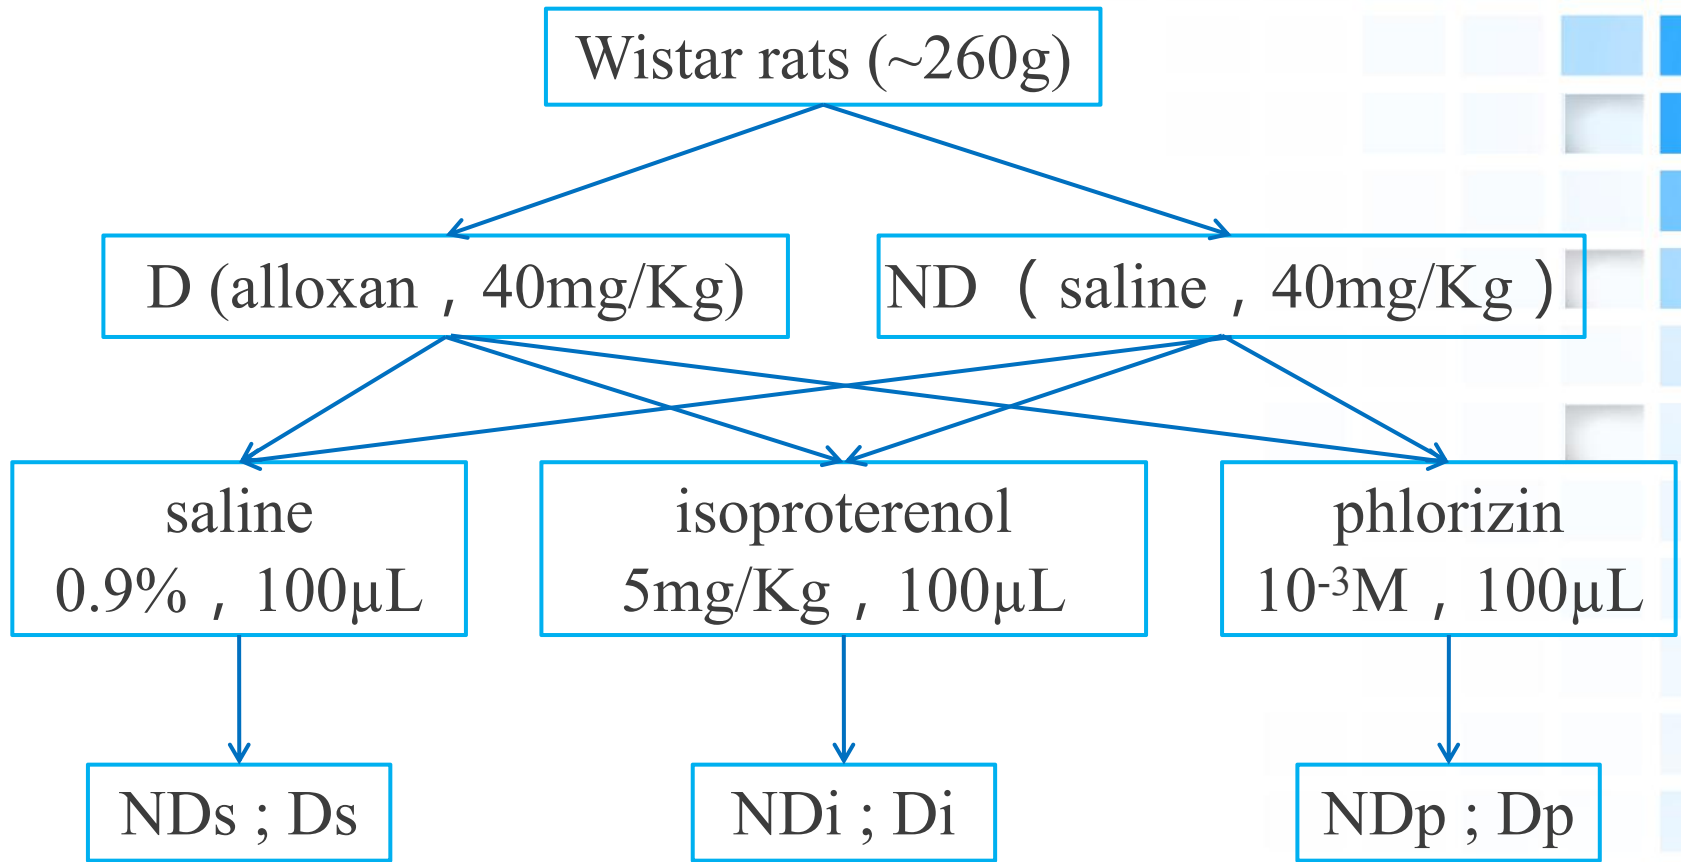 Wistar rats (~260g)
D (alloxan , 40mg/Kg)
ND ( saline , 40mg/Kg )
saline
0.9% , 100µL
isoproterenol
5mg/Kg , 100µL
phlorizin
10⁻³M , 100µL
NDs ; Ds
NDi ; Di
NDp ; Dp